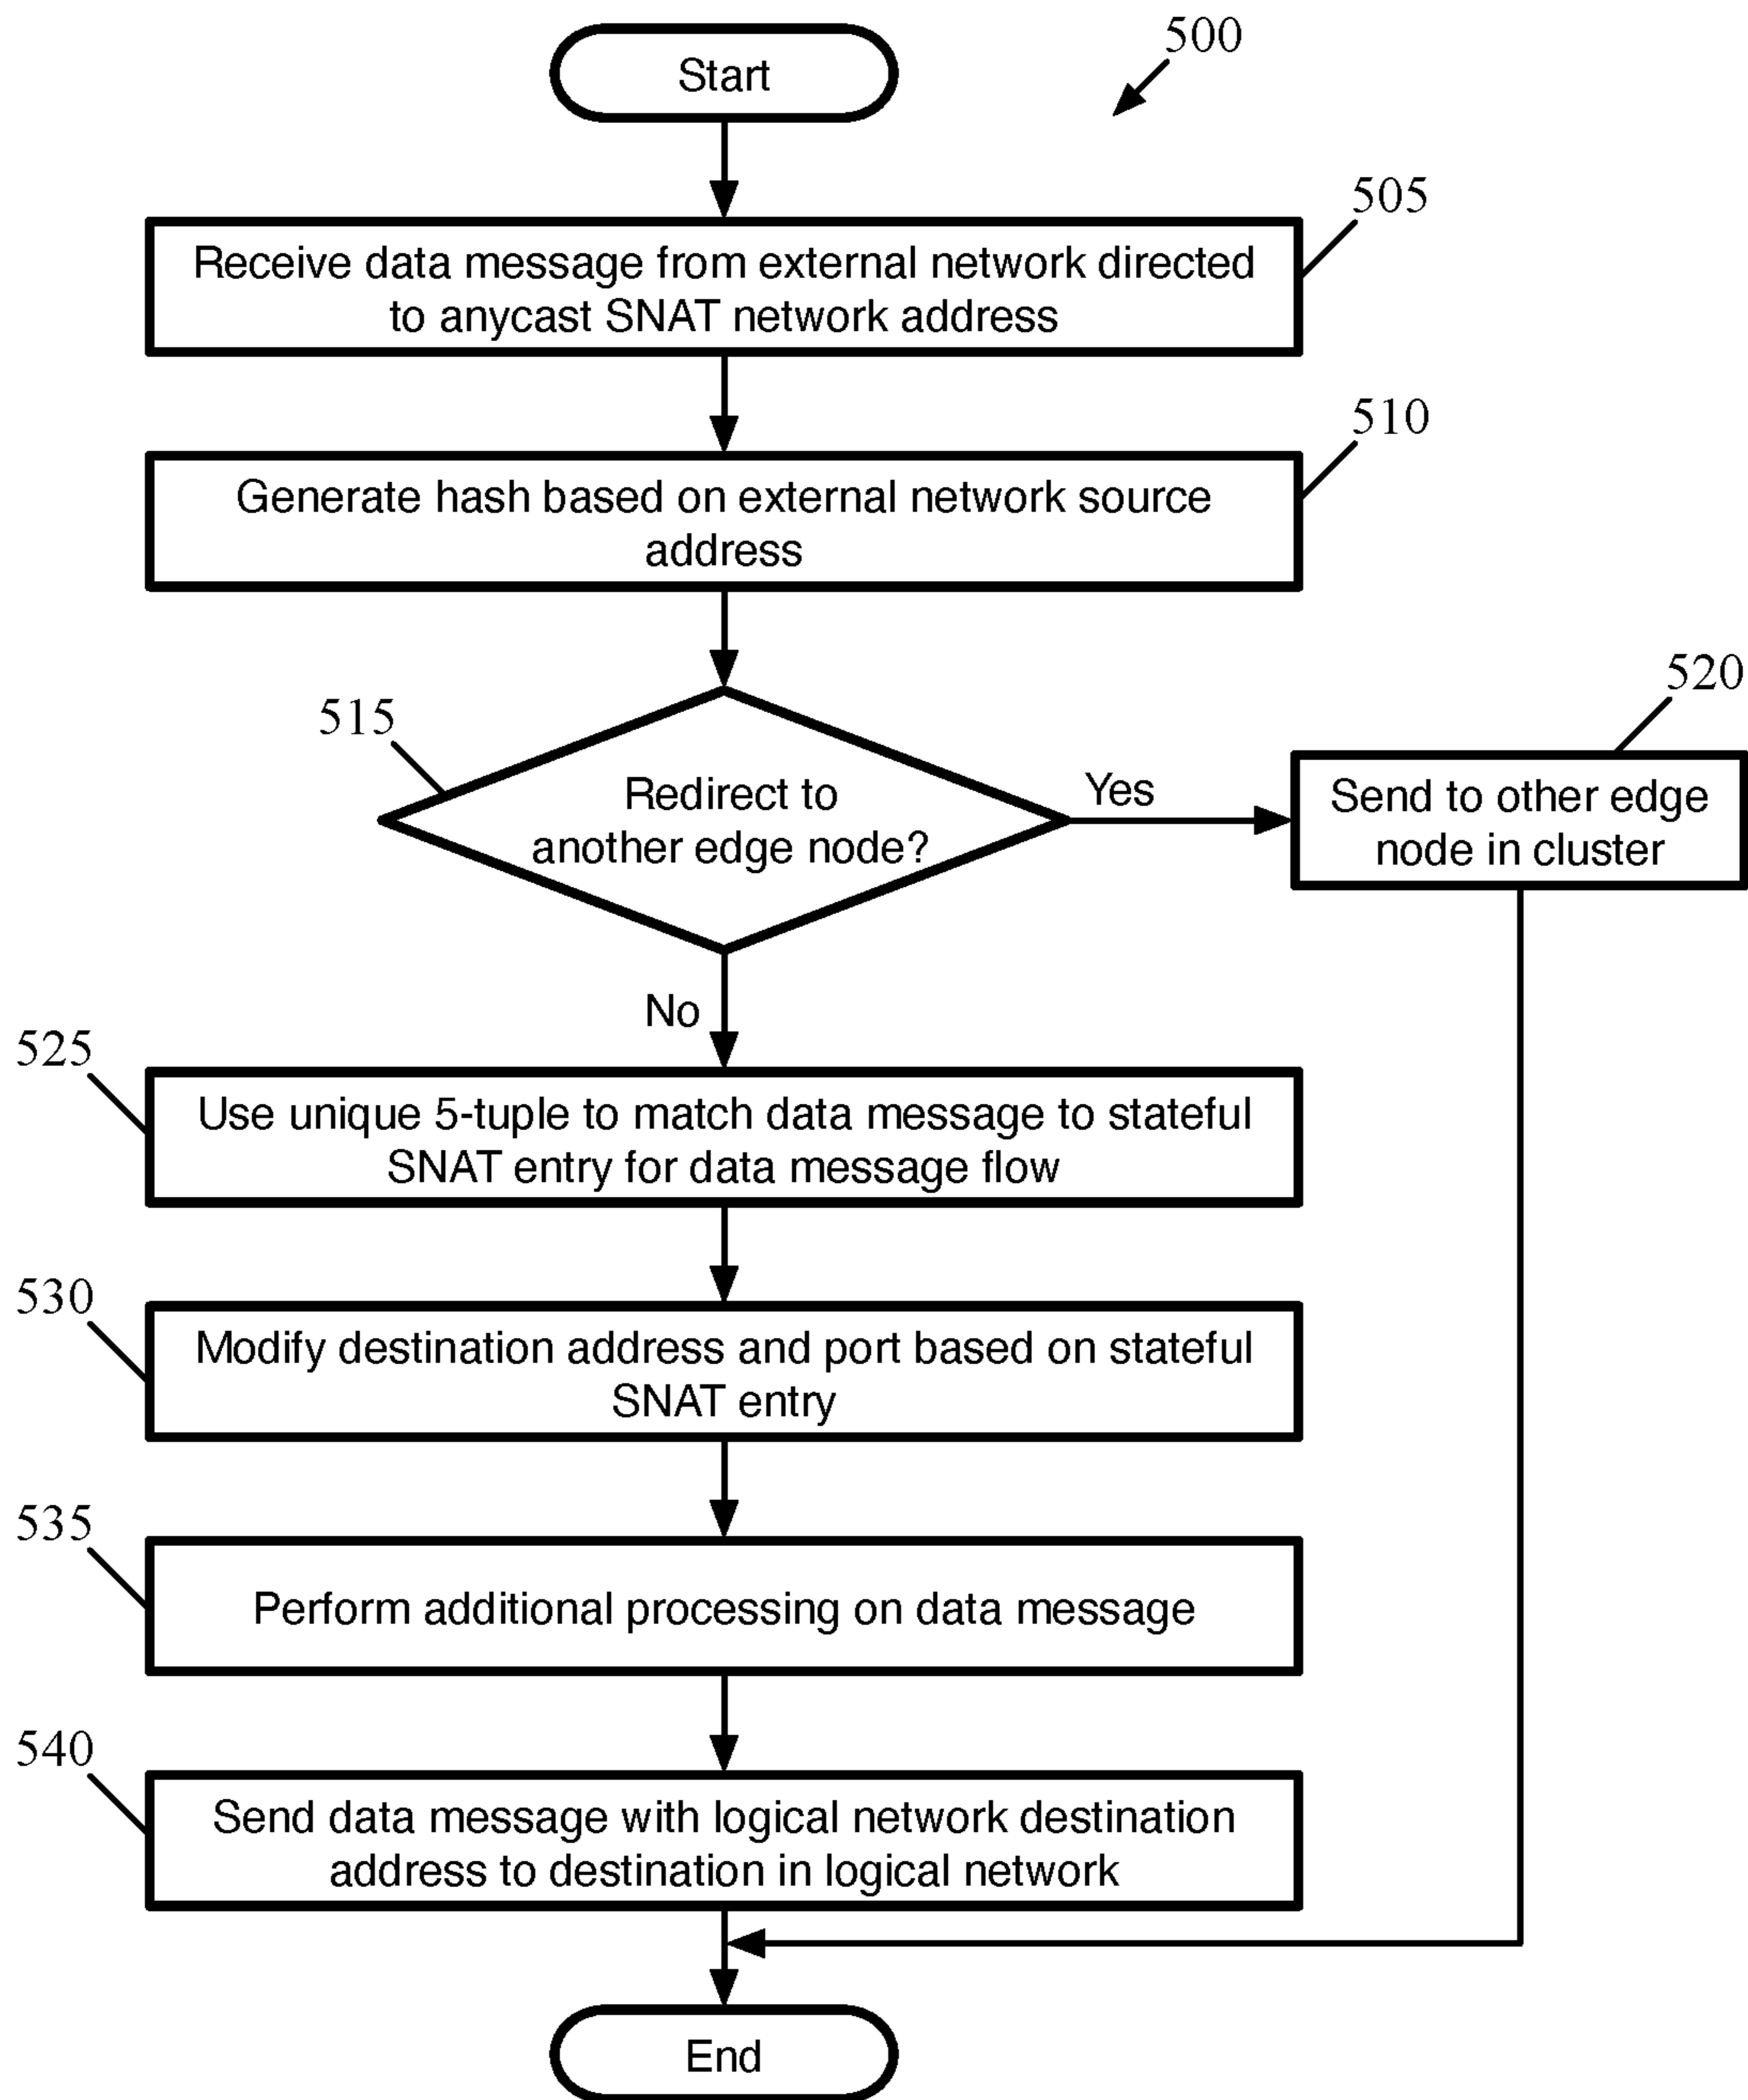 Start
500
505
Receive data message from external network directed
to anycast SNAT network address
510
Generate hash based on external network source
address
515
Redirect to
another edge node?
Yes
520
Send to other edge
node in cluster
No
525
Use unique 5-tuple to match data message to stateful
SNAT entry for data message flow
530
Modify destination address and port based on stateful
SNAT entry
535
Perform additional processing on data message
540
Send data message with logical network destination
address to destination in logical network
End